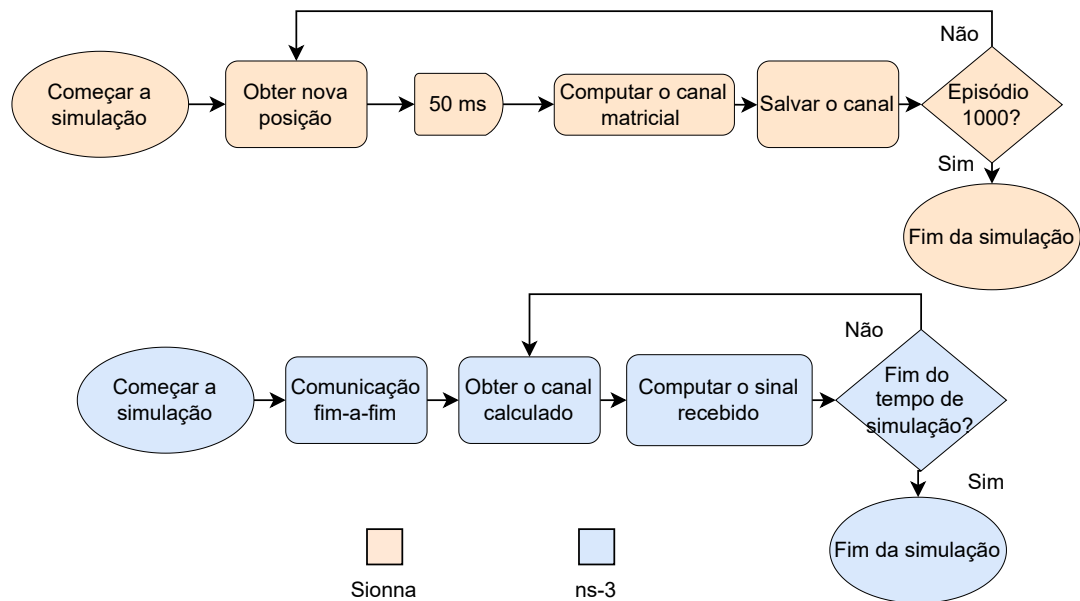 Não
Começar a
simulação
Obter nova
posição
50 ms
Computar o canal
matricial
Salvar o canal
Episódio
1000?
Sim
Fim da simulação
Não
Começar a
simulação
Comunicação
fim-a-fim
Obter o canal
calculado
Computar o sinal
recebido
Fim do
tempo de
simulação?
Sim
Fim da simulação
Sionna
ns-3